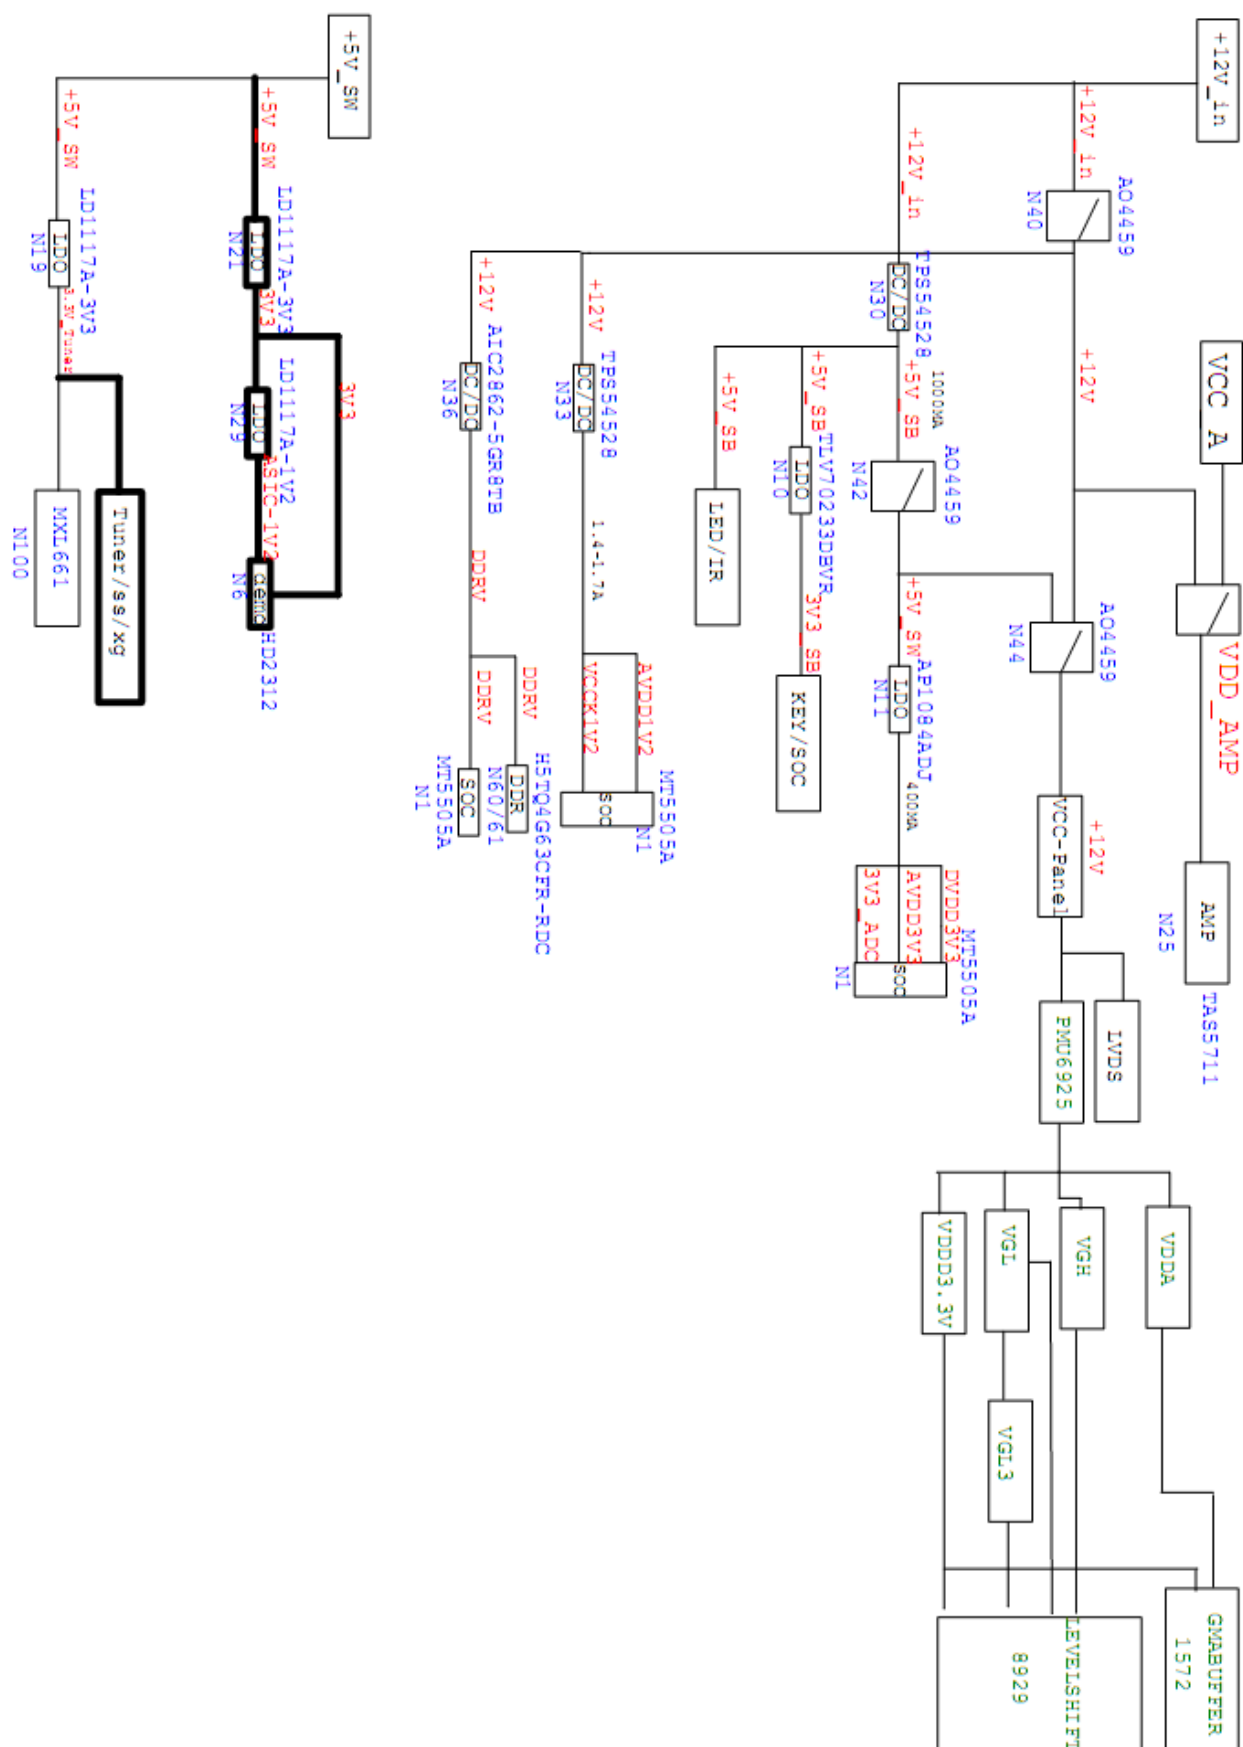 +12V_in
+12V_in
AO4459
N40
+12V
VCC A
VDD_AMP
AMP
N25
TAS5711
+12V_in
TPS54528
DC/DC
N30
1000MA
+5V_SB
AO4459
N42
+5V_SW
AP1084ADJ
LDO
N11
400MA
DVDD3V3
AVDD3V3
3V3_ADC
MT5505A
SOC
N1
AO4459
N44
+12V
VCC-Panel
LVDS
PMU6925
VDDA
VGH
VGL
VDDD3.3V
VGL3
GMABUFFER
1572
LEVELSHIFT
8929
+5V_SB
TLV70233DBVR
LDO
N10
3V3_SB
KEY/SOC
+5V_SB
LED/IR
+12V
TPS54528
DC/DC
N33
1.4-1.7A
AVDD1V2
VCCK1V2
MT5505A
SOC
N1
+12V
AIC2862-5GR8TB
DC/DC
N36
DDRV
DDRV
H5TQ4G63CFR-RDC
DDR
N60/61
DDRV
SOC
MT5505A
N1
+5V_SW
+5V_SW
LD1117A-3V3
LDO
N21
3V3
3V3
LD1117A-1V2
LDO
N29
ASIC-1V2
demo
N6
HD2312
+5V_SW
LD1117A-3V3
LDO
N19
3.3V_Tuner
Tuner/ss/xg
MXL661
N100